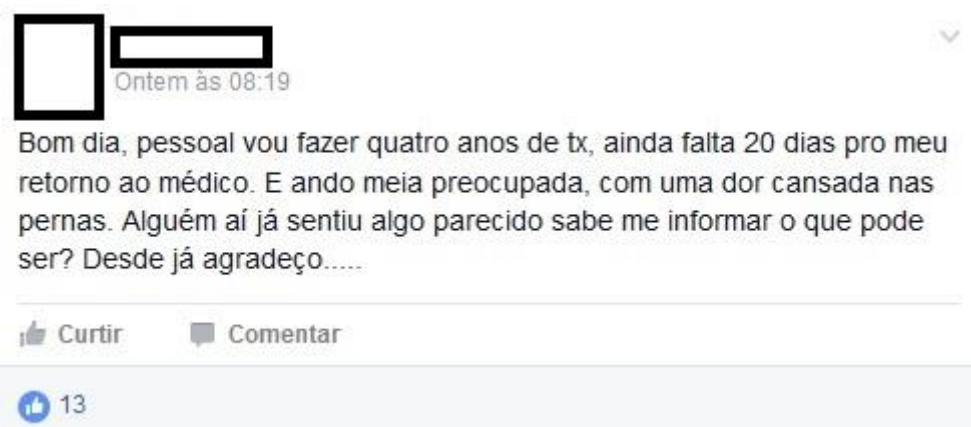 Ontem às 08:19
Bom dia, pessoal vou fazer quatro anos de tx, ainda falta 20 dias pro meu
retorno ao médico. E ando meia preocupada, com uma dor cansada nas
pernas. Alguém aí já sentiu algo parecido sabe me informar o que pode
ser? Desde já agradeço.....
Curtir Comentar
13